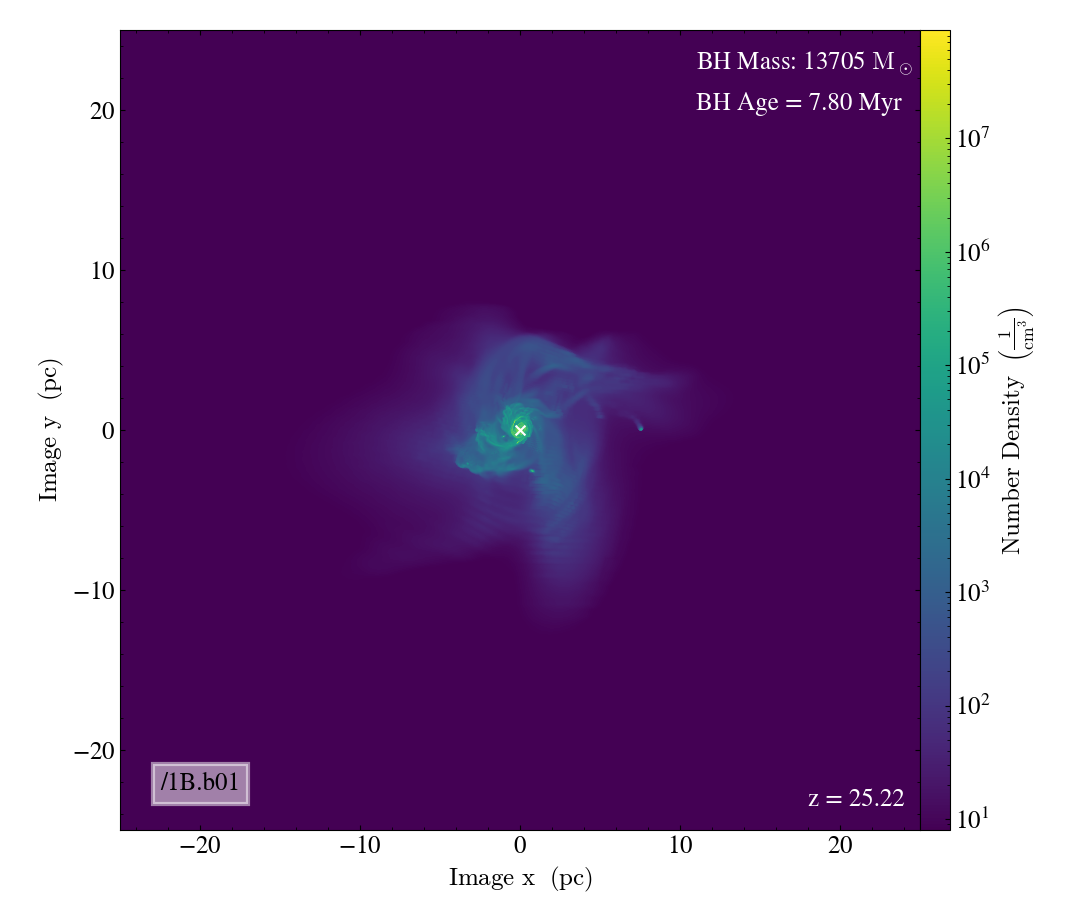 BH Mass: 13705 M⊙
BH Age = 7.80 Myr
20
10
0
−10
−20
Image y (pc)
10⁷
10⁶
10⁵
10⁴
10³
10²
10¹
Number Density (1/cm³)
/1B.b01
z = 25.22
−20 −10 0 10 20
Image x (pc)